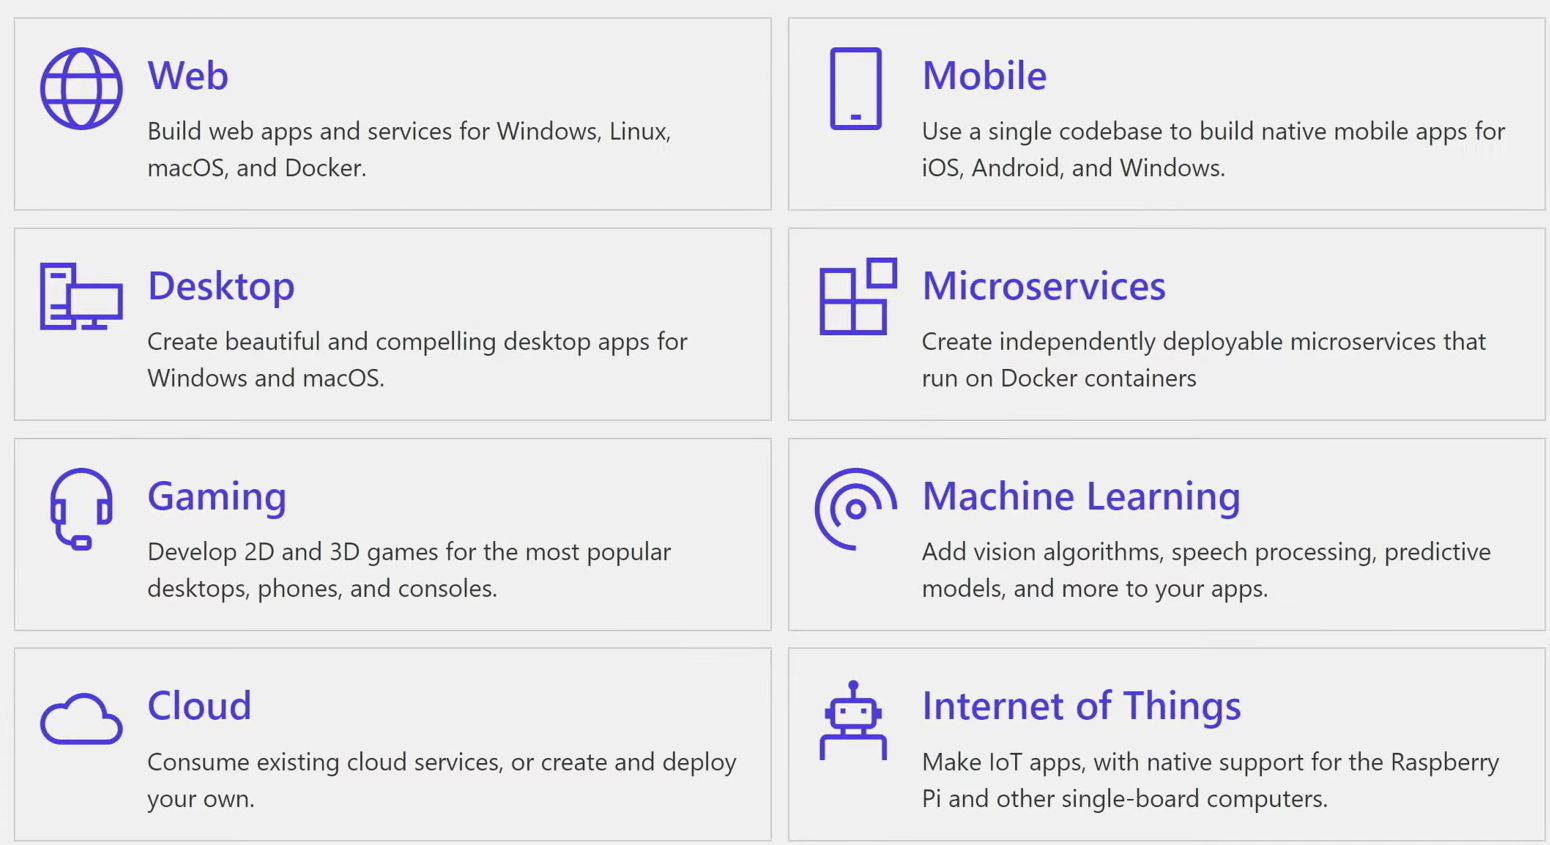 Web
Build web apps and services for Windows, Linux,
macOS, and Docker.
Mobile
Use a single codebase to build native mobile apps for
iOS, Android, and Windows.
Desktop
Create beautiful and compelling desktop apps for
Windows and macOS.
Microservices
Create independently deployable microservices that
run on Docker containers
Gaming
Develop 2D and 3D games for the most popular
desktops, phones, and consoles.
Machine Learning
Add vision algorithms, speech processing, predictive
models, and more to your apps.
Cloud
Consume existing cloud services, or create and deploy
your own.
Internet of Things
Make IoT apps, with native support for the Raspberry
Pi and other single-board computers.